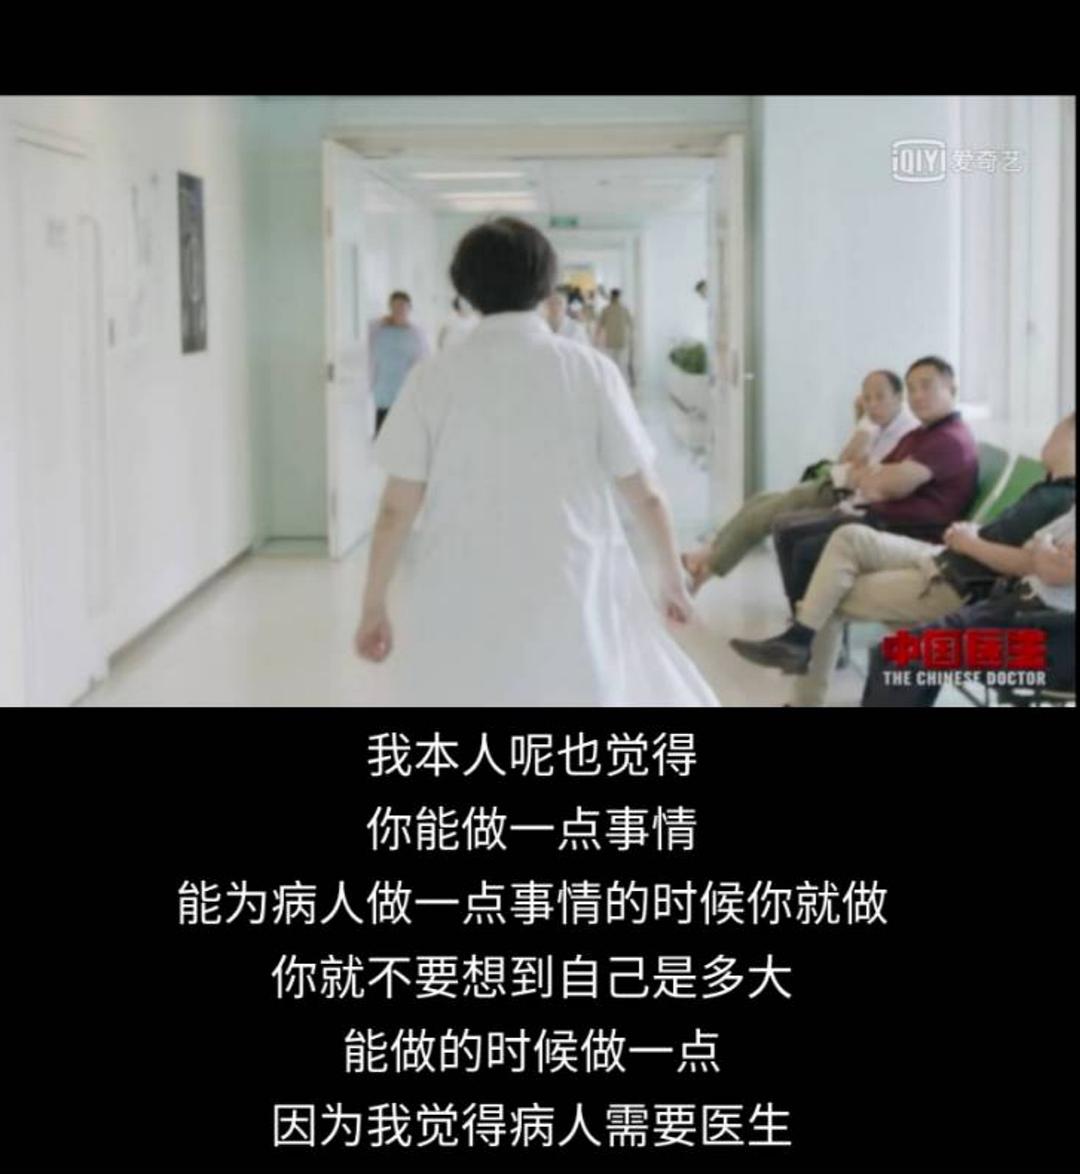 iQIYI 爱奇艺
中国医生
THE CHINESE DOCTOR
我本人呢也觉得
你能做一点事情
能为病人做一点事情的时候你就做
你就不要想到自己是多大
能做的时候做一点
因为我觉得病人需要医生